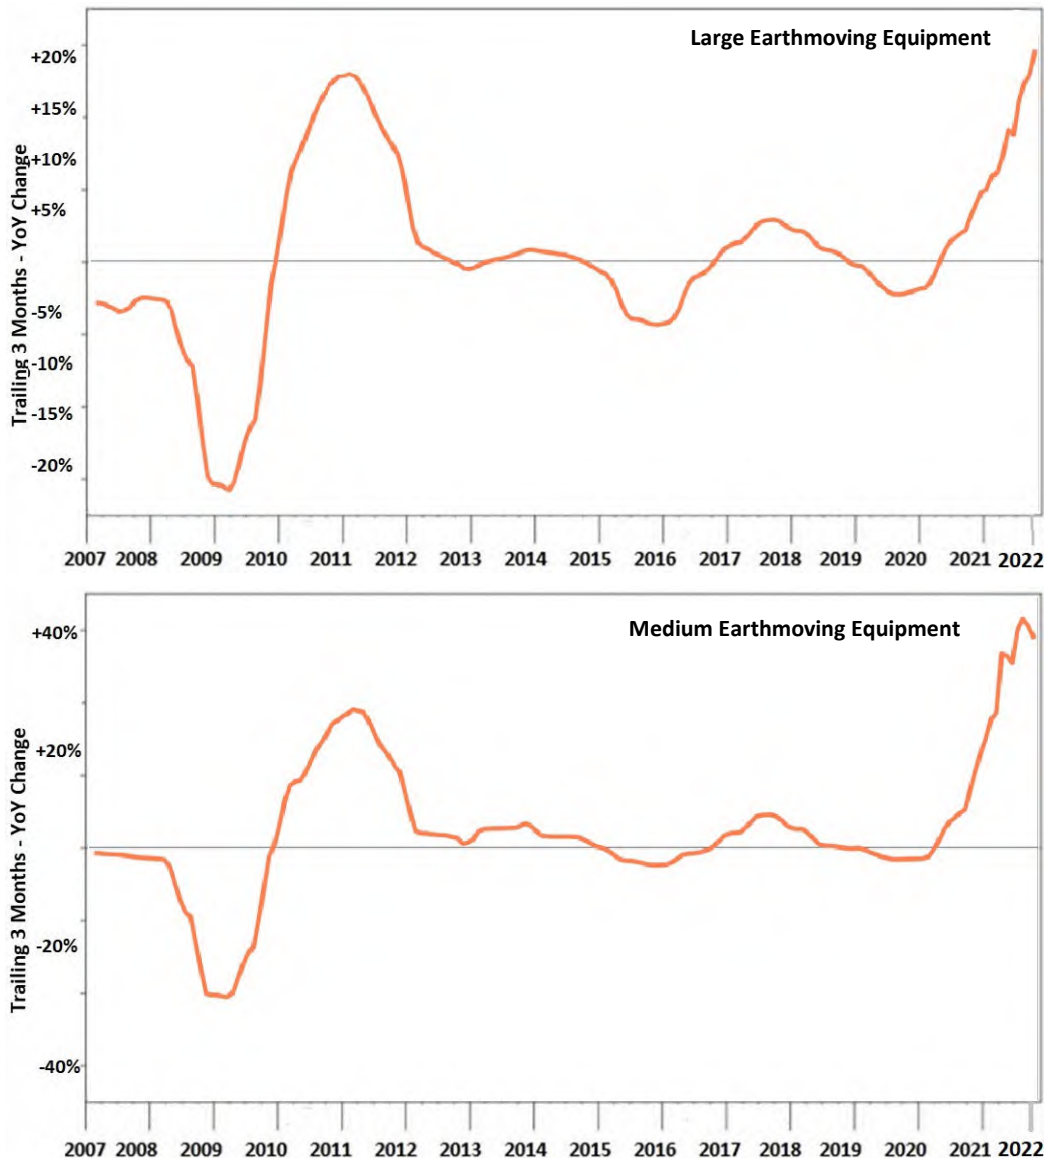 Large Earthmoving Equipment
Trailing 3 Months - YoY Change
+20%
+15%
+10%
+5%
-5%
-10%
-15%
-20%
2007 2008 2009 2010 2011 2012 2013 2014 2015 2016 2017 2018 2019 2020 2021 2022
Medium Earthmoving Equipment
Trailing 3 Months - YoY Change
+40%
+20%
-20%
-40%
2007 2008 2009 2010 2011 2012 2013 2014 2015 2016 2017 2018 2019 2020 2021 2022